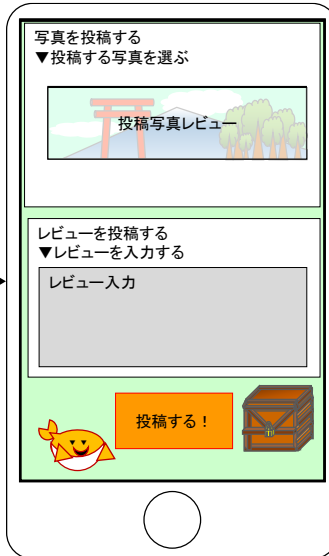 写真を投稿する
▼投稿する写真を選ぶ
投稿写真レビュー
レビューを投稿する
▼レビューを入力する
レビュー入力
投稿する！